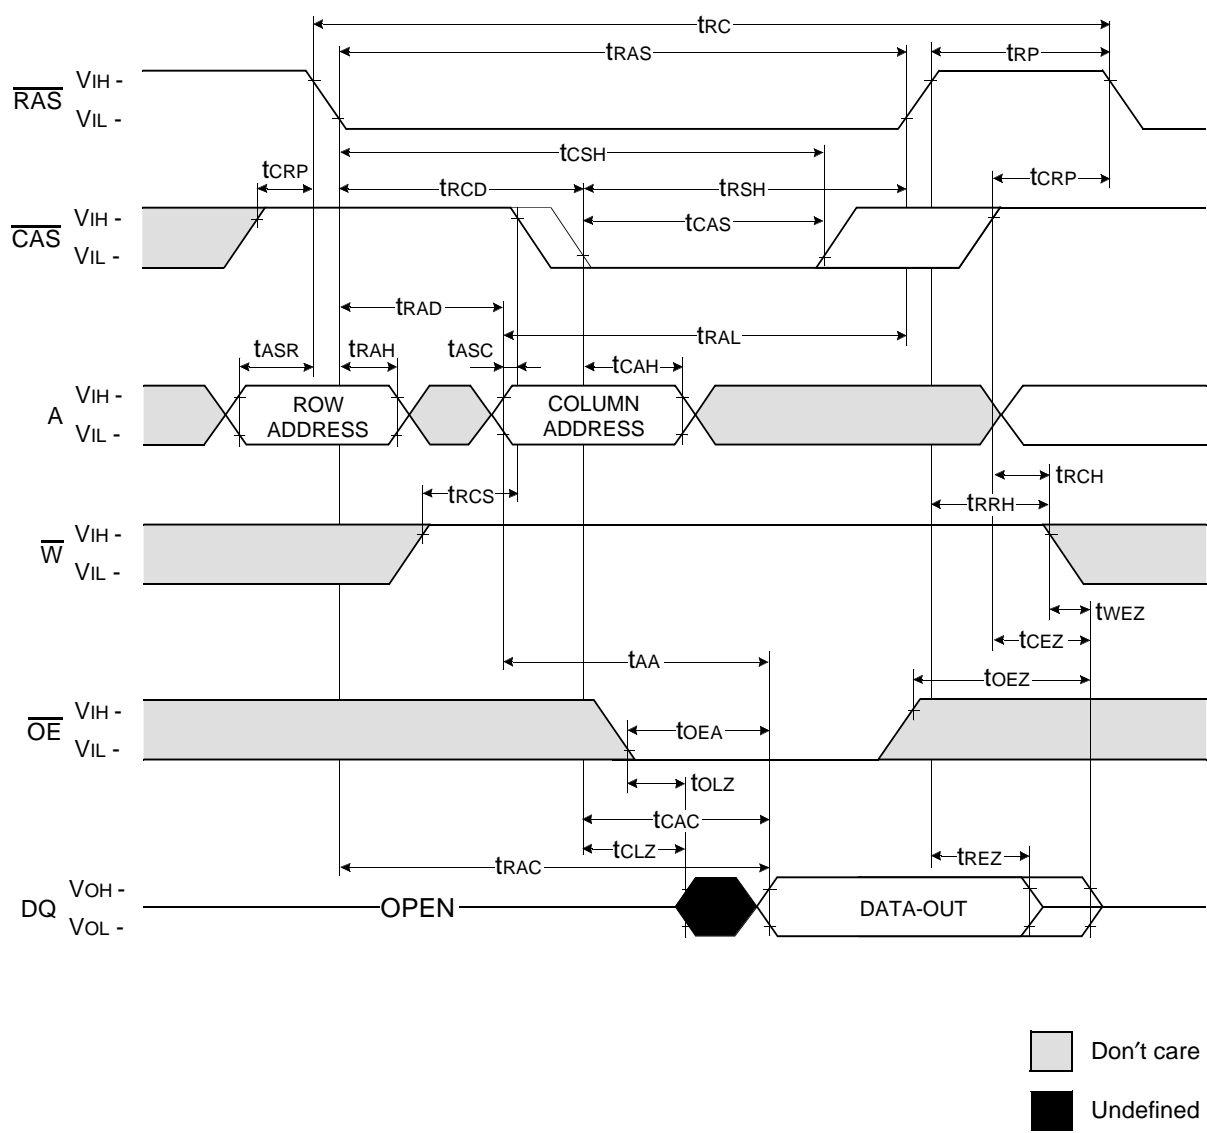 tRC
tRAS
tRP
RAS
VIH -
VIL -
tCSH
tCRP
tRCD
tRSH
tCRP
CAS
VIH -
VIL -
tCAS
tRAD
tRAL
tASR
tRAH
tASC
tCAH
A
VIH -
VIL -
ROW
ADDRESS
COLUMN
ADDRESS
tRCH
tRCS
tRRH
W
VIH -
VIL -
tWEZ
tCEZ
tAA
tOEZ
OE
VIH -
VIL -
tOEA
tOLZ
tCAC
tCLZ
tRAC
tREZ
DQ
VOH -
VOL -
OPEN
DATA-OUT
Don′t care
Undefined